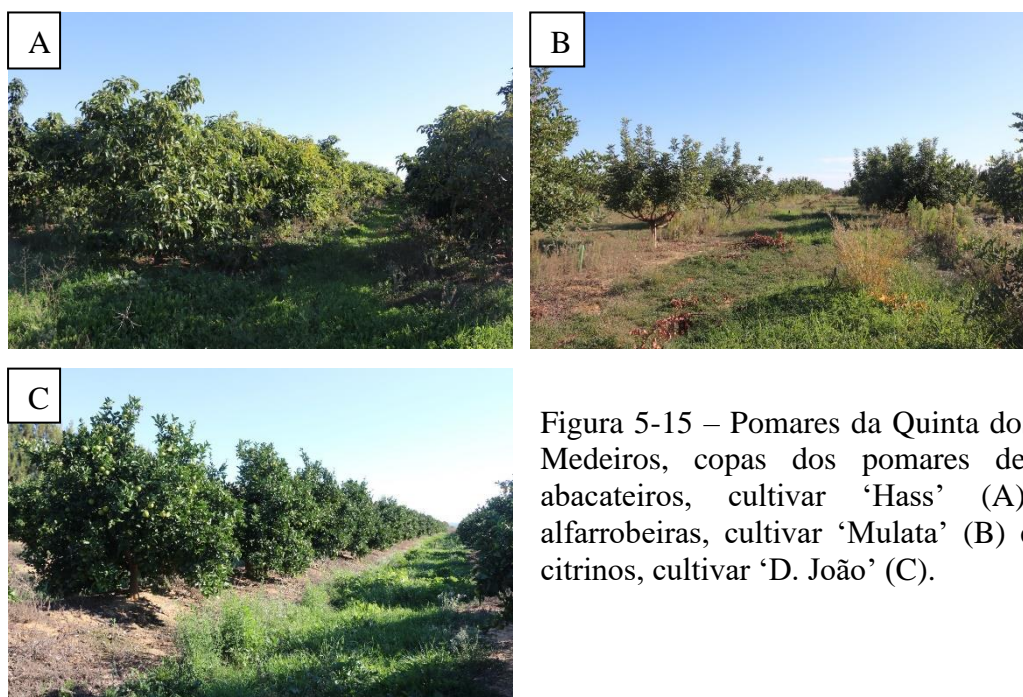 A
B
C
Figura 5-15 – Pomares da Quinta do
Medeiros, copas dos pomares de
abacateiros, cultivar ‘Hass’ (A)
alfarrobeiras, cultivar ‘Mulata’ (B)
citrinos, cultivar ‘D. João’ (C).